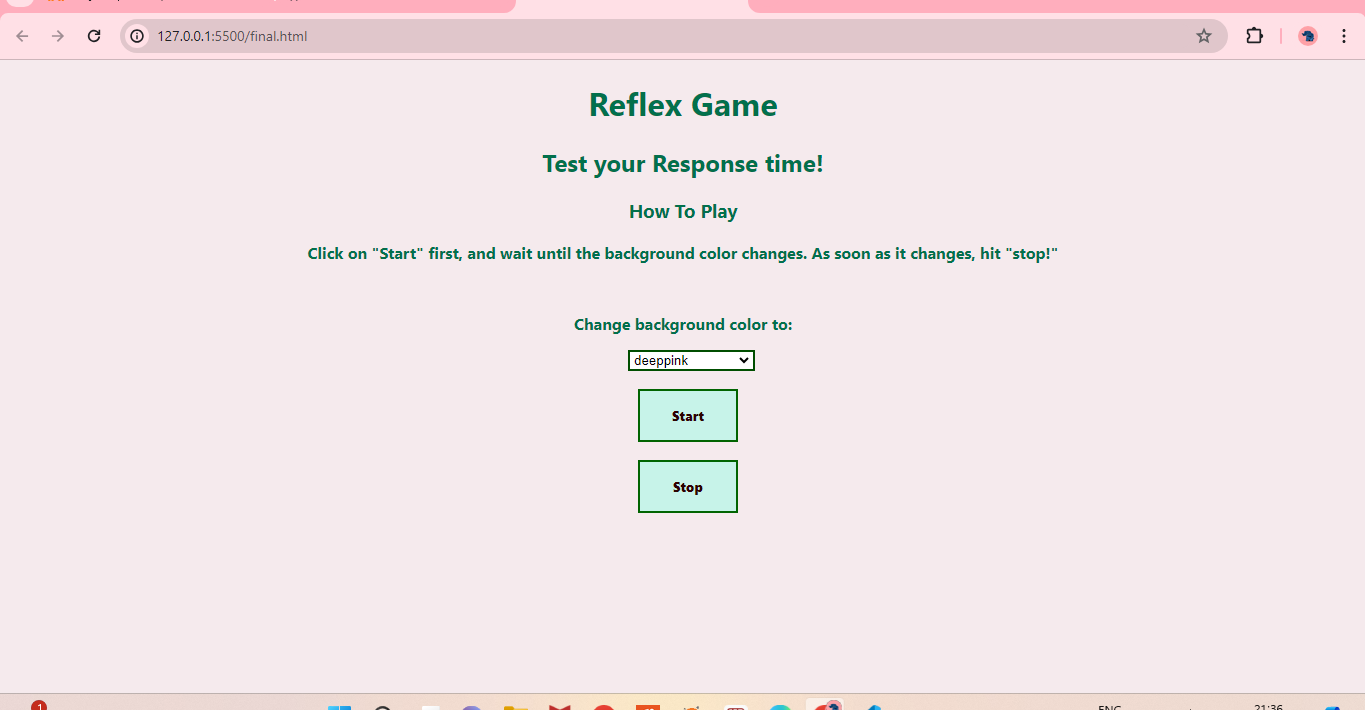 127.0.0.1:5500/final.html
Reflex Game
Test your Response time!
How To Play
Click on "Start" first, and wait until the background color changes. As soon as it changes, hit "stop!"
Change background color to:
deeppink
Start
Stop
1
ENG
21:36